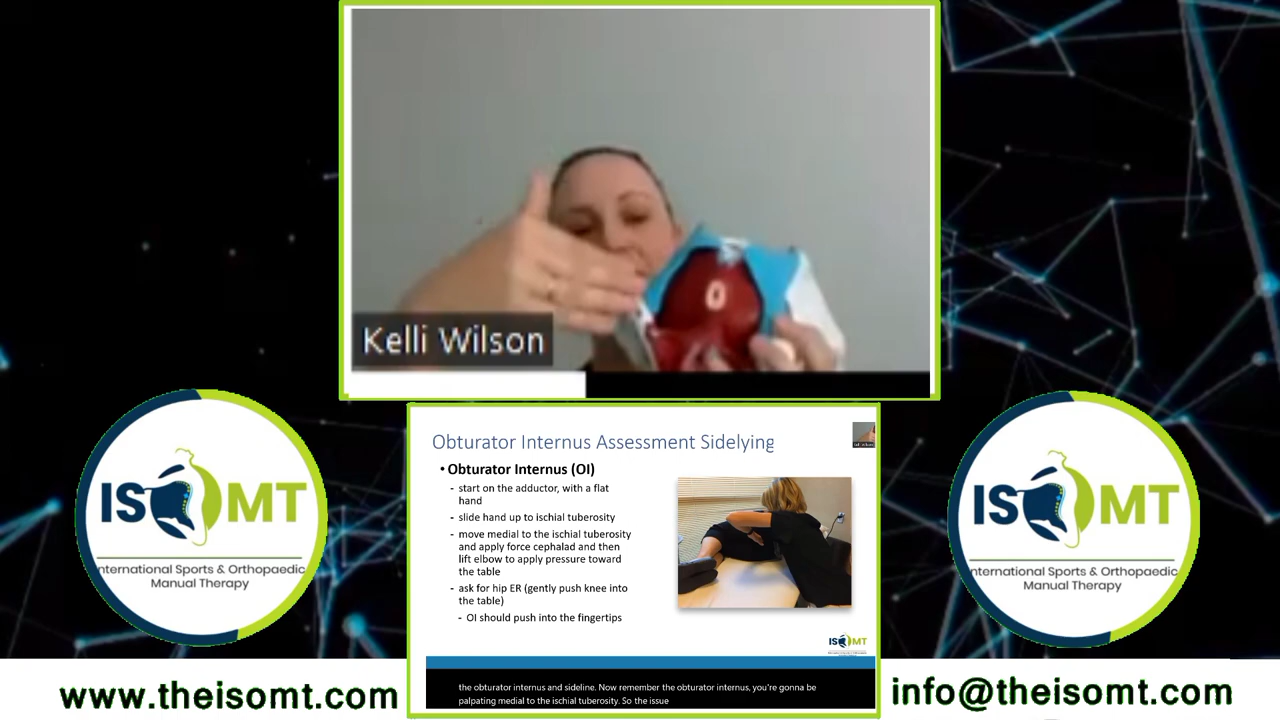 Kelli Wilson
Obturator Internus Assessment Sidelying
• Obturator Internus (OI)
- start on the adductor, with a flat
hand
- slide hand up to ischial tuberosity
- move medial to the ischial tuberosity
and apply force cephalad and then
lift elbow to apply pressure toward
the table
- ask for hip ER (gently push knee into
the table)
- OI should push into the fingertips
ISOMT
the obturator internus and sideline. Now remember the obturator internus, you're gonna be
palpating medial to the ischial tuberosity. So the issue
ISOMT
International Sports & Orthopaedic
Manual Therapy
ISOMT
International Sports & Orthopaedic
Manual Therapy
www.theisomt.com
info@theisomt.com